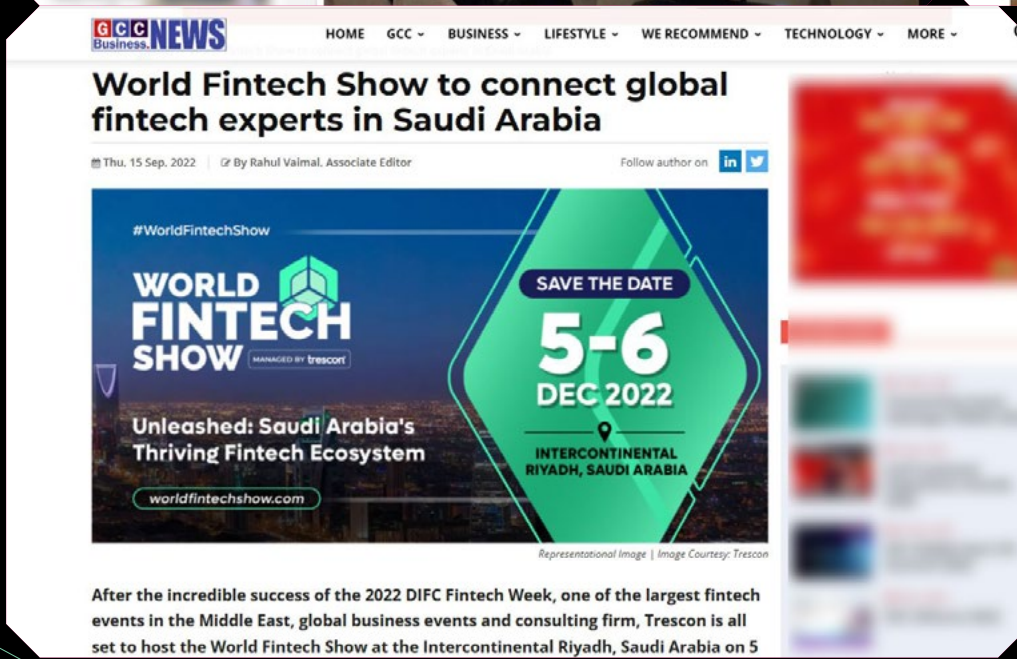 GCC
Business.NEWS
HOME GCC BUSINESS LIFESTYLE WE RECOMMEND TECHNOLOGY MORE
World Fintech Show to connect global
fintech experts in Saudi Arabia
Thu, 15 Sep, 2022 By Rahul Vaimal, Associate Editor
Follow author on in
#WorldFintechShow
WORLD
FINTECH
SHOW
MANAGED BY trescon
Unleashed: Saudi Arabia's
Thriving Fintech Ecosystem
worldfintechshow.com
SAVE THE DATE
5-6
DEC 2022
INTERCONTINENTAL
RIYADH, SAUDI ARABIA
Representational Image | Image Courtesy: Trescon
After the incredible success of the 2022 DIFC Fintech Week, one of the largest fintech
events in the Middle East, global business events and consulting firm, Trescon is all
set to host the World Fintech Show at the Intercontinental Riyadh, Saudi Arabia on 5